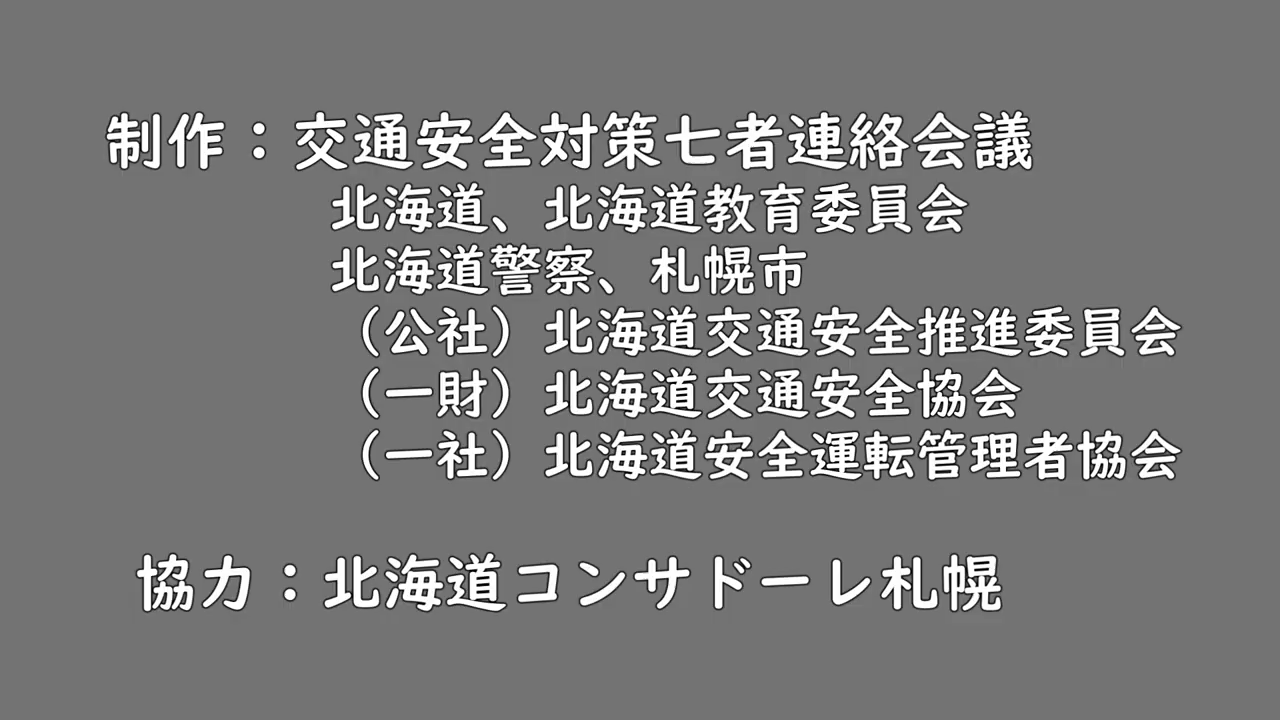 制作：交通安全対策七者連絡会議
北海道、北海道教育委員会
北海道警察、札幌市
（公社）北海道交通安全推進委員会
（一財）北海道交通安全協会
（一社）北海道安全運転管理者協会
協力：北海道コンサドーレ札幌